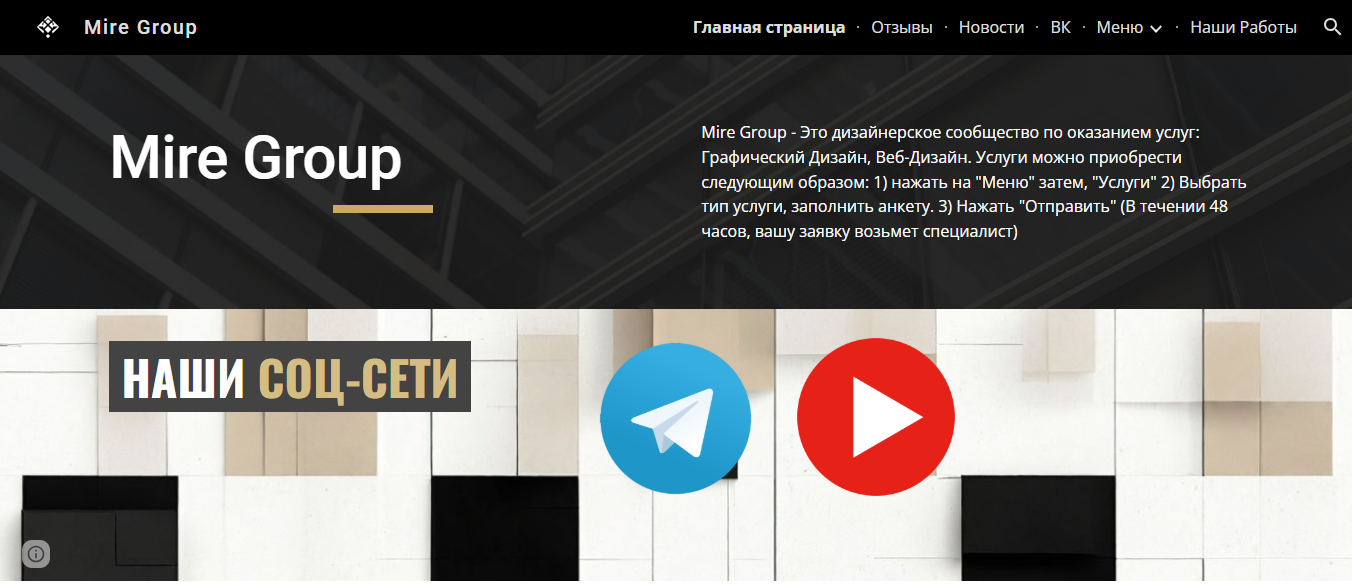 Mire Group
Главная страница · Отзывы · Новости · ВК · Меню · Наши Работы
Mire Group
Mire Group - Это дизайнерское сообщество по оказанием услуг:
Графический Дизайн, Веб-Дизайн. Услуги можно приобрести
следующим образом: 1) нажать на "Меню" затем, "Услуги" 2) Выбрать
тип услуги, заполнить анкету. 3) Нажать "Отправить" (В течении 48
часов, вашу заявку возьмет специалист)
НАШИ СОЦ-СЕТИ